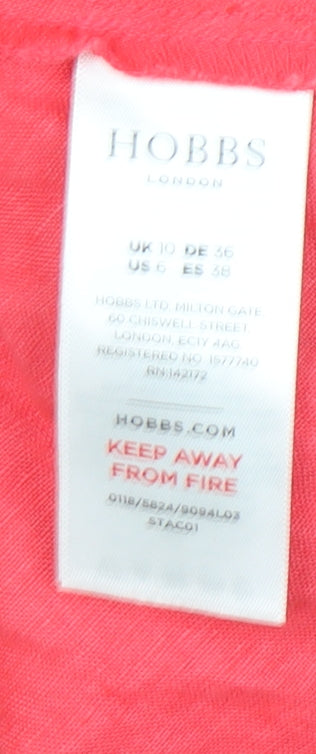 HOBBS
LONDON
UK 10 DE 36
US 6 ES 38
HOBBS LTD, MILTON GATE
60 CHISWELL STREET,
LONDON, EC1Y 4AG.
REGISTERED NO. 1577740
RN:142172
HOBBS.COM
KEEP AWAY
FROM FIRE
0118/5824/9094L03
STAC01